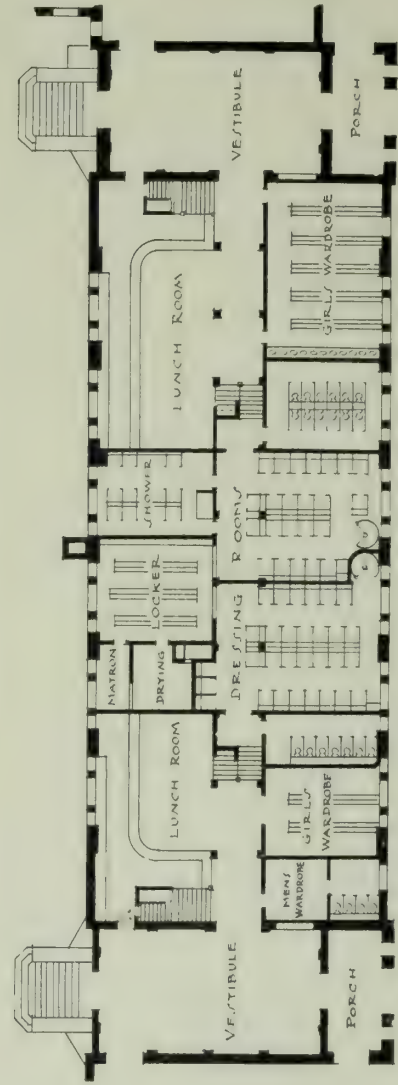 MATRON
LOCKER
SHOWER
DRYING
LUNCH ROOM
LUNCH ROOM
VESTIBULE
DRESSING ROOMS
VESTIBULE
MENS
WARDROBE
GIRLS
WARDROBE
GIRLS WARDROBE
PORCH
PORCH